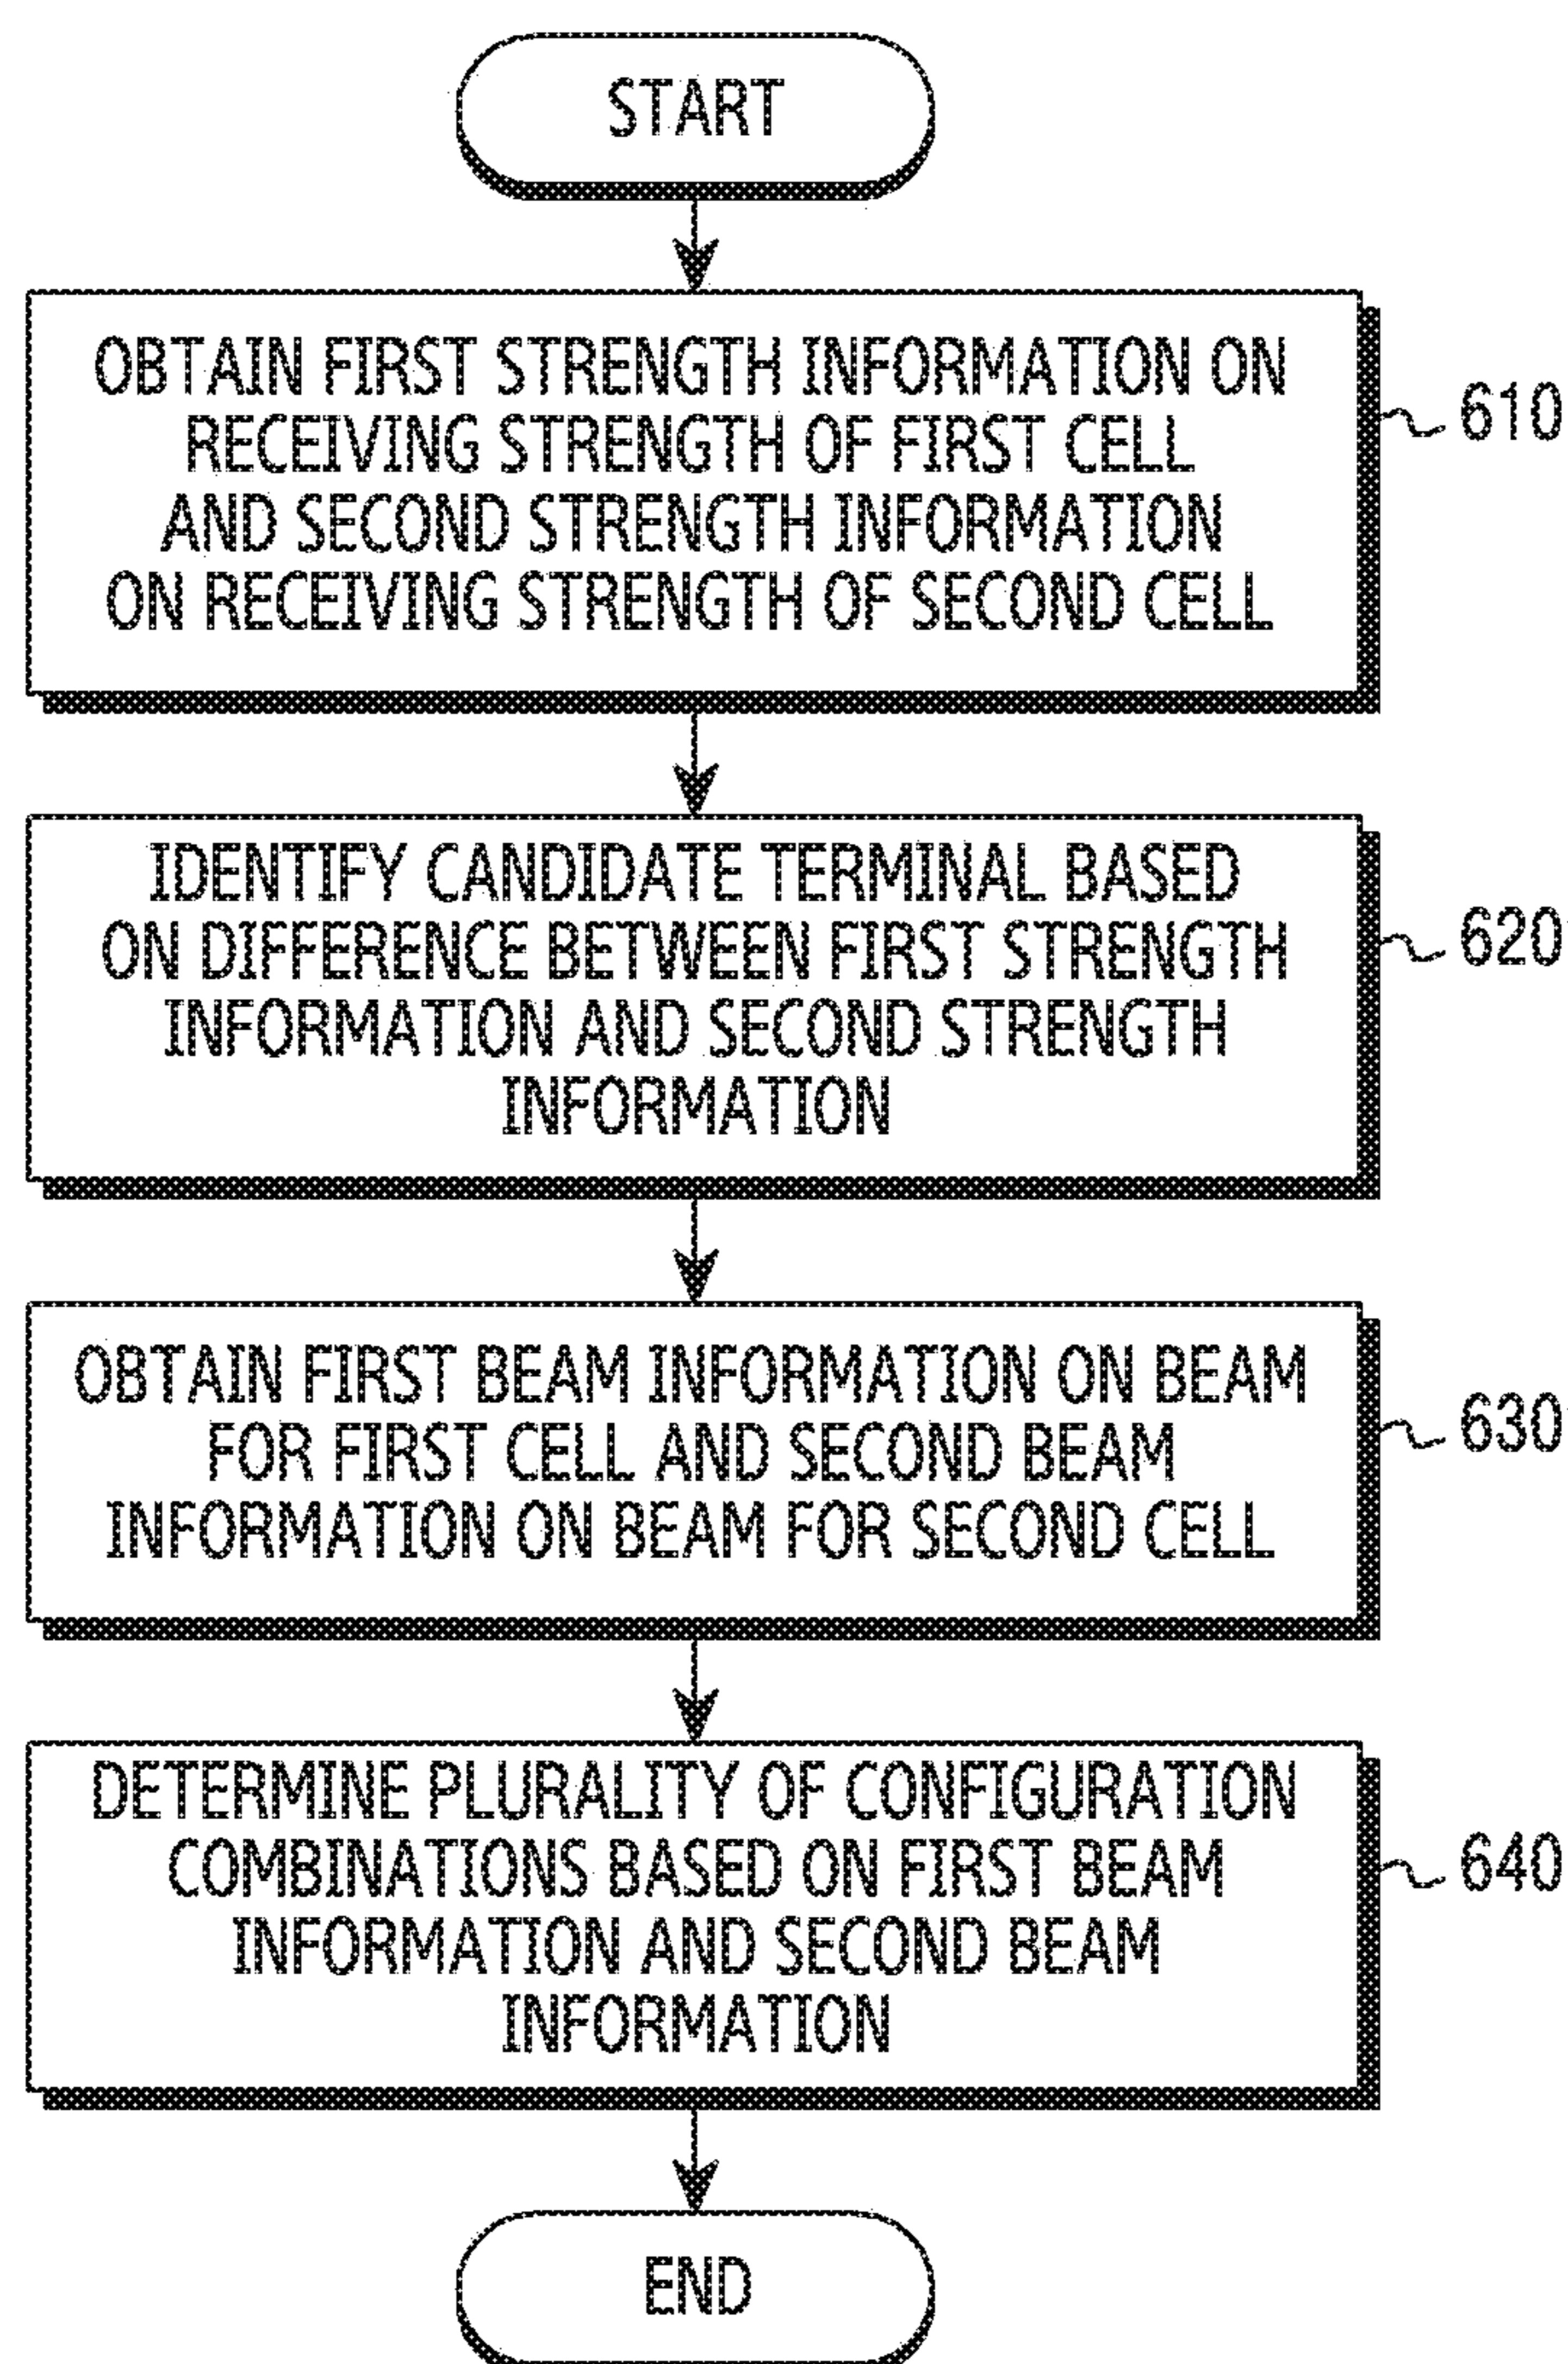 START
OBTAIN FIRST STRENGTH INFORMATION ON
RECEIVING STRENGTH OF FIRST CELL
AND SECOND STRENGTH INFORMATION
ON RECEIVING STRENGTH OF SECOND CELL
610
IDENTIFY CANDIDATE TERMINAL BASED
ON DIFFERENCE BETWEEN FIRST STRENGTH
INFORMATION AND SECOND STRENGTH
INFORMATION
620
OBTAIN FIRST BEAM INFORMATION ON BEAM
FOR FIRST CELL AND SECOND BEAM
INFORMATION ON BEAM FOR SECOND CELL
630
DETERMINE PLURALITY OF CONFIGURATION
COMBINATIONS BASED ON FIRST BEAM
INFORMATION AND SECOND BEAM
INFORMATION
640
END